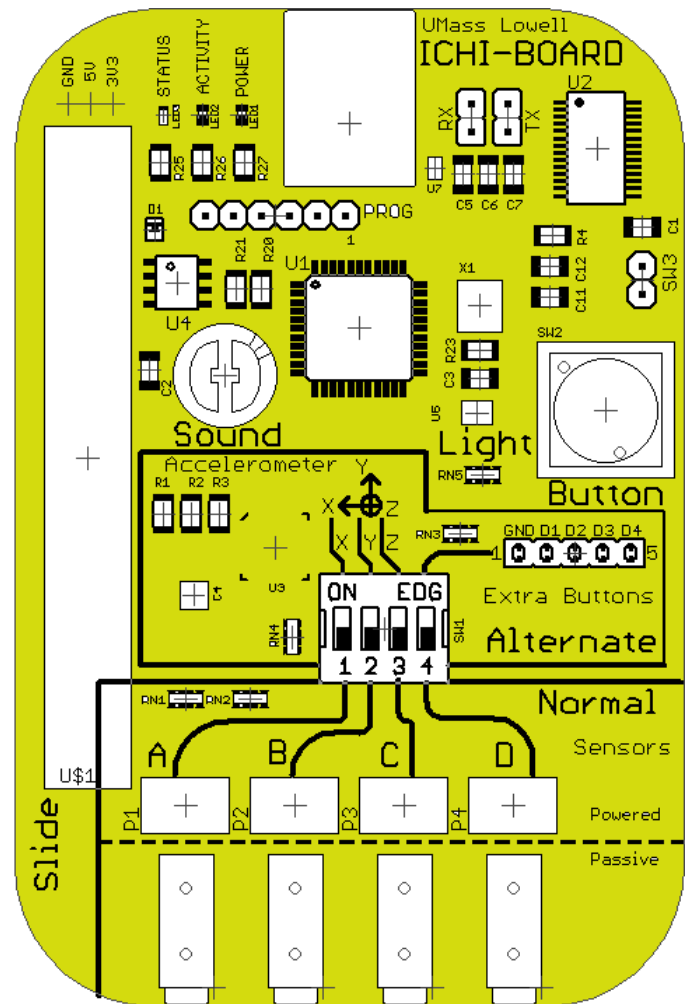 UMass Lowell
ICHI-BOARD
GND
5V
3V3
STATUS
ACTIVITY
POWER
LED3
LED2
LED1
U2
RX
TX
R25
R26
R27
U7
C5
C6
C7
C1
PROG
1
R21
R20
R4
C12
C11
SW3
U1
X1
U4
SW2
R23
C3
C2
U6
Sound
Light
Button
RN5
Accelerometer
Y
X
Z
R1
R2
R3
X
Y
Z
RN3
GND
D1
D2
D3
D4
1
5
U3
ON
EDG
Extra Buttons
RN4
SW1
Alternate
1
2
3
4
RN1
RN2
Normal
A
B
C
D
Sensors
U$1
P1
P2
P3
P4
Powered
Slide
Passive